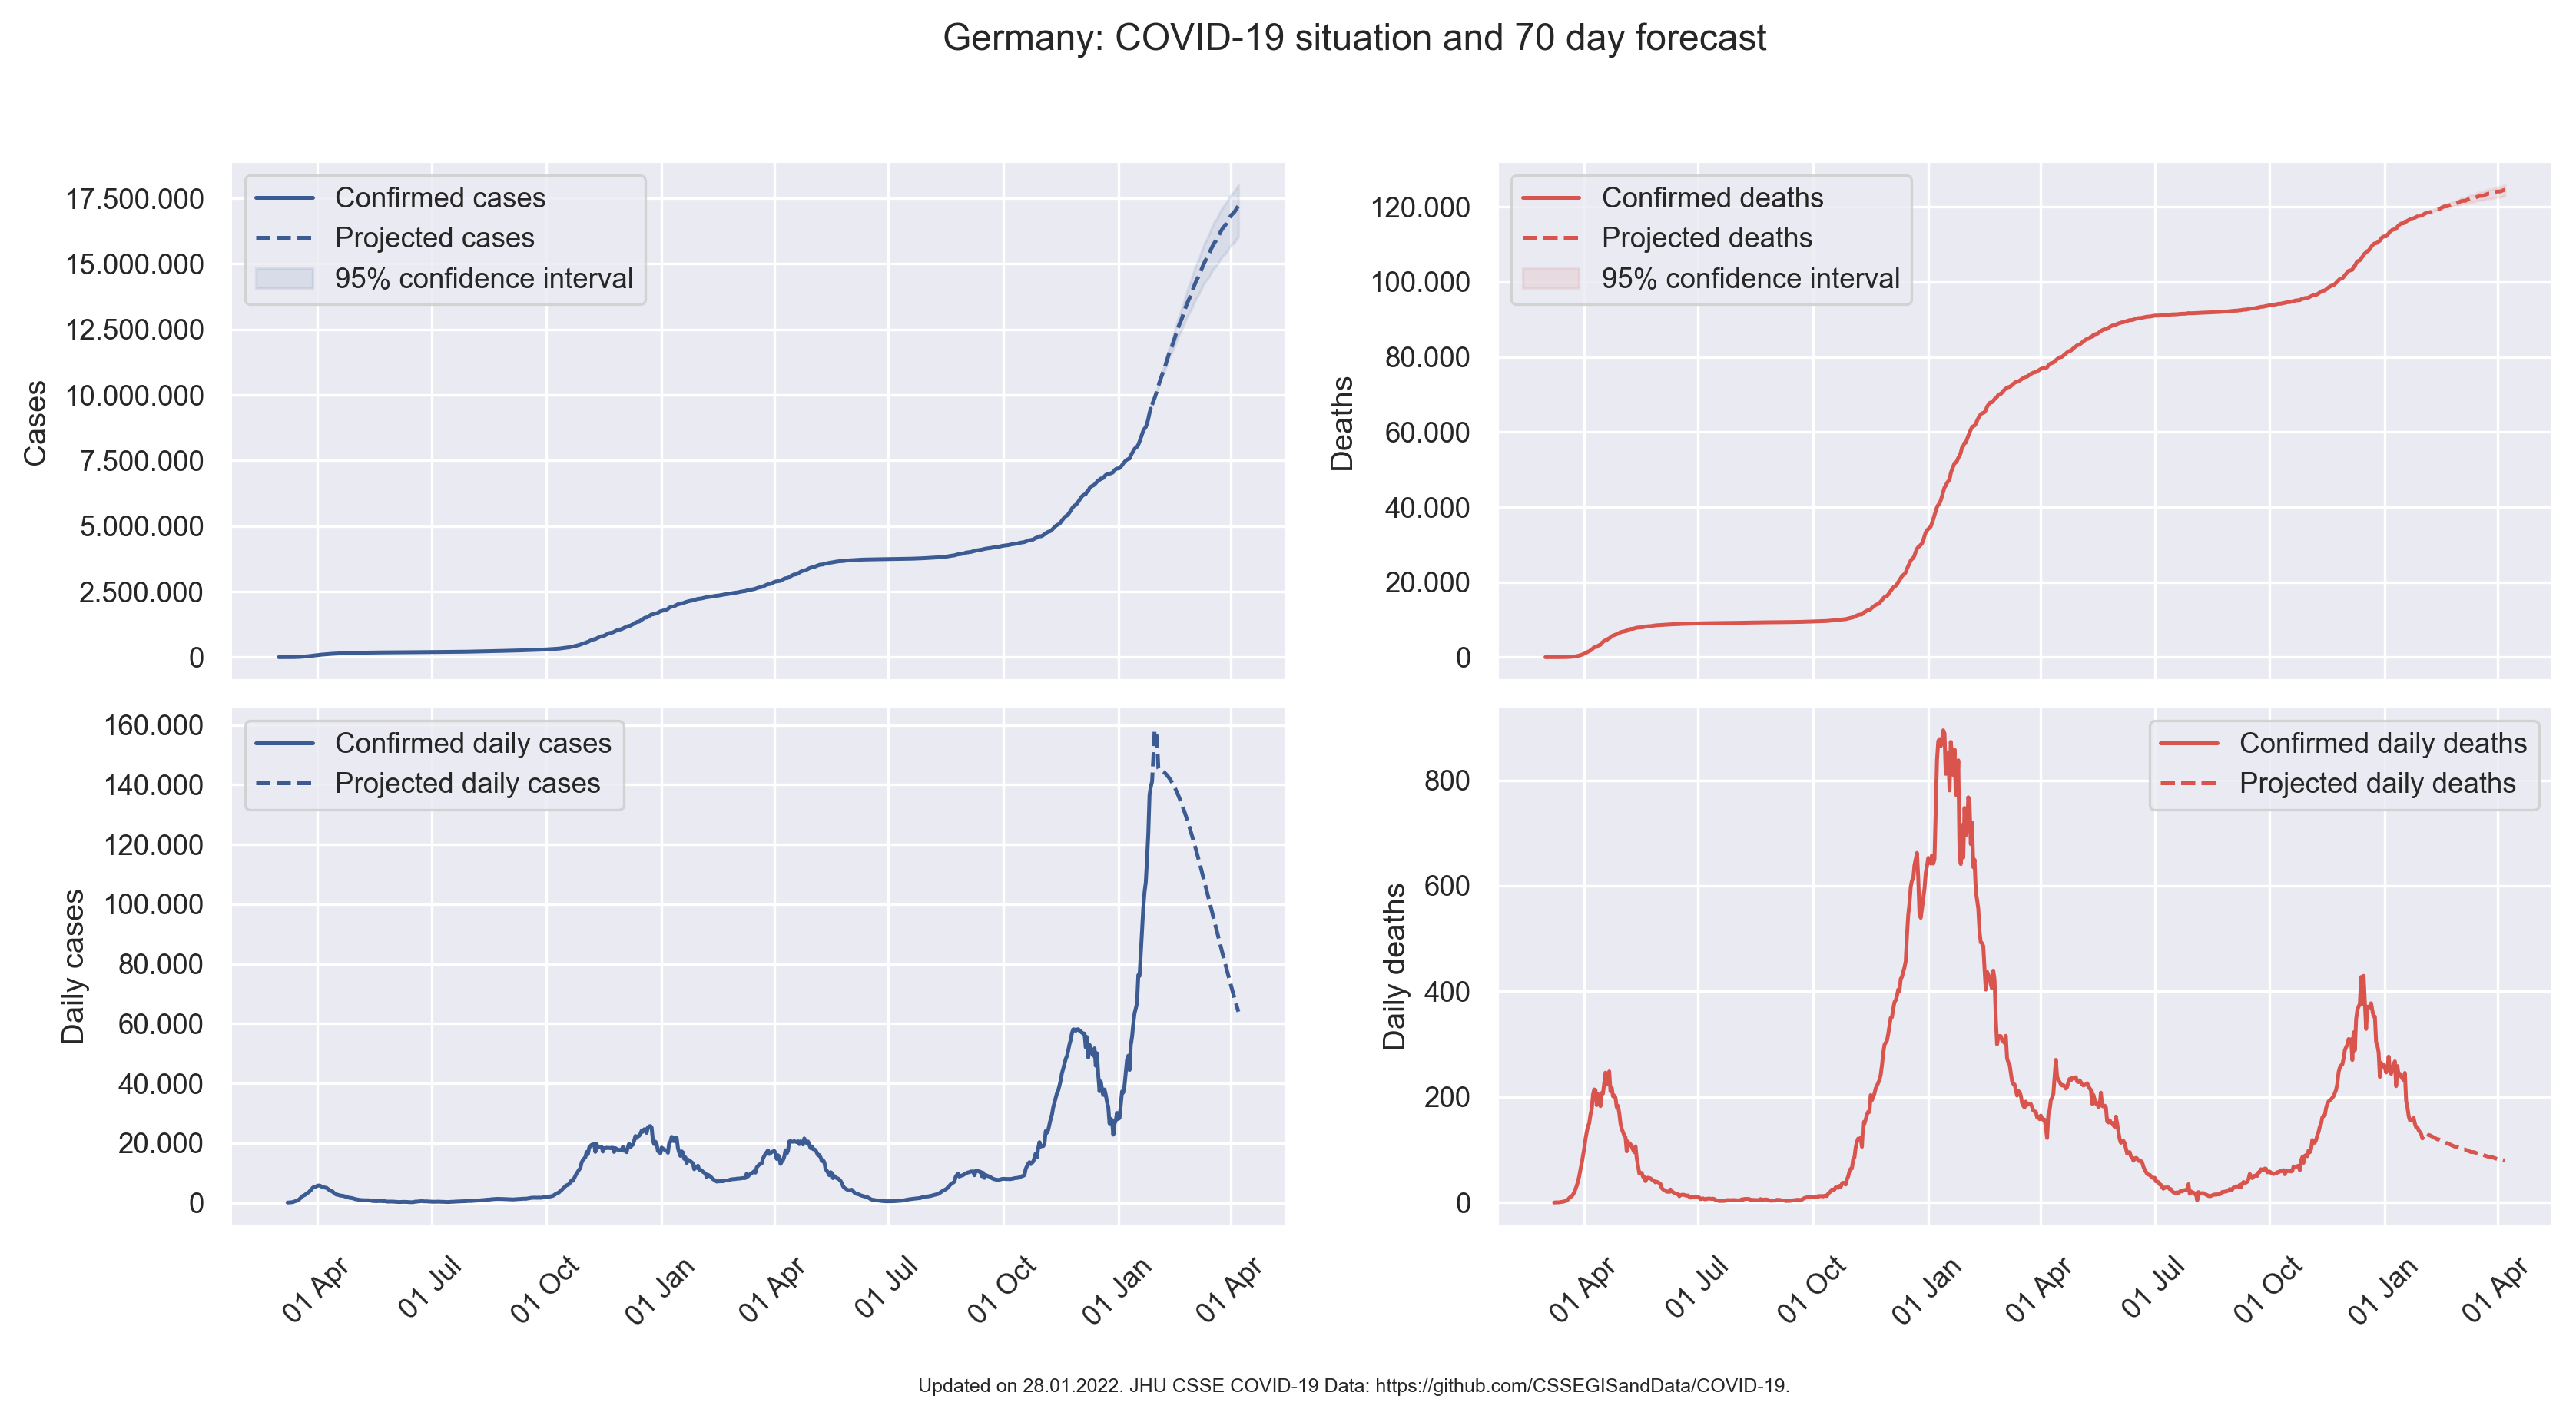 Germany: COVID-19 situation and 70 day forecast
Cases
17.500.000
15.000.000
12.500.000
10.000.000
7.500.000
5.000.000
2.500.000
0
Confirmed cases
Projected cases
95% confidence interval
Deaths
120.000
100.000
80.000
60.000
40.000
20.000
0
Confirmed deaths
Projected deaths
95% confidence interval
Daily cases
160.000
140.000
120.000
100.000
80.000
60.000
40.000
20.000
0
Confirmed daily cases
Projected daily cases
01 Apr
01 Jul
01 Oct
01 Jan
01 Apr
01 Jul
01 Oct
01 Jan
01 Apr
Daily deaths
800
600
400
200
0
Confirmed daily deaths
Projected daily deaths
01 Apr
01 Jul
01 Oct
01 Jan
01 Apr
01 Jul
01 Oct
01 Jan
01 Apr
Updated on 28.01.2022. JHU CSSE COVID-19 Data: https://github.com/CSSEGISandData/COVID-19.